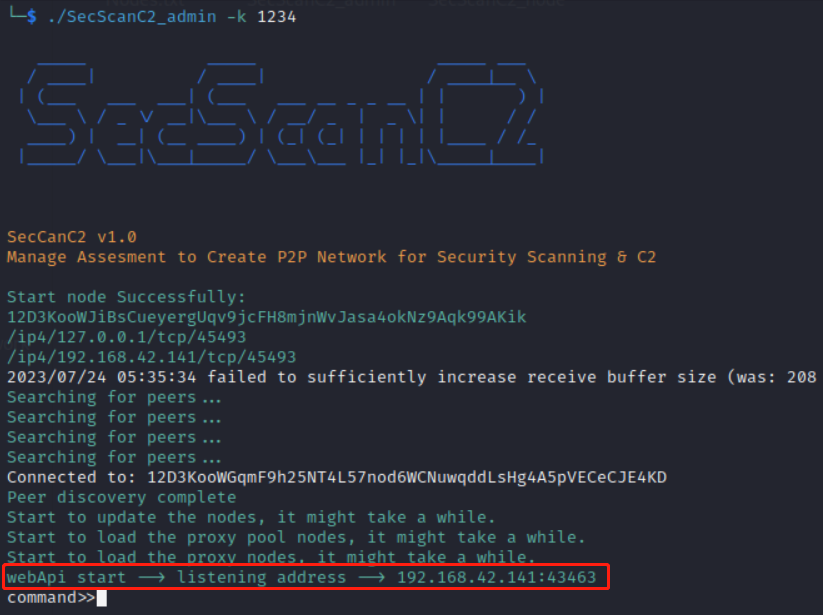 └─$ ./SecScanC2_admin -k 1234
SecScanC2
SecCanC2 v1.0
Manage Assesment to Create P2P Network for Security Scanning & C2
Start node Successfully:
12D3KooWJiBsCueyergUqv9jcFH8mjnWvJasa4okNz9Aqk99AKik
/ip4/127.0.0.1/tcp/45493
/ip4/192.168.42.141/tcp/45493
2023/07/24 05:35:34 failed to sufficiently increase receive buffer size (was: 208
Searching for peers...
Searching for peers...
Searching for peers...
Searching for peers...
Connected to: 12D3KooWGqmF9h25NT4L57nod6WCNuwqddLsHg4A5pVECeCJE4KD
Peer discovery complete
Start to update the nodes, it might take a while.
Start to load the proxy pool nodes, it might take a while.
Start to load the proxy nodes, it might take a while.
webApi start ⟶ listening address ⟶ 192.168.42.141:43463
command>>